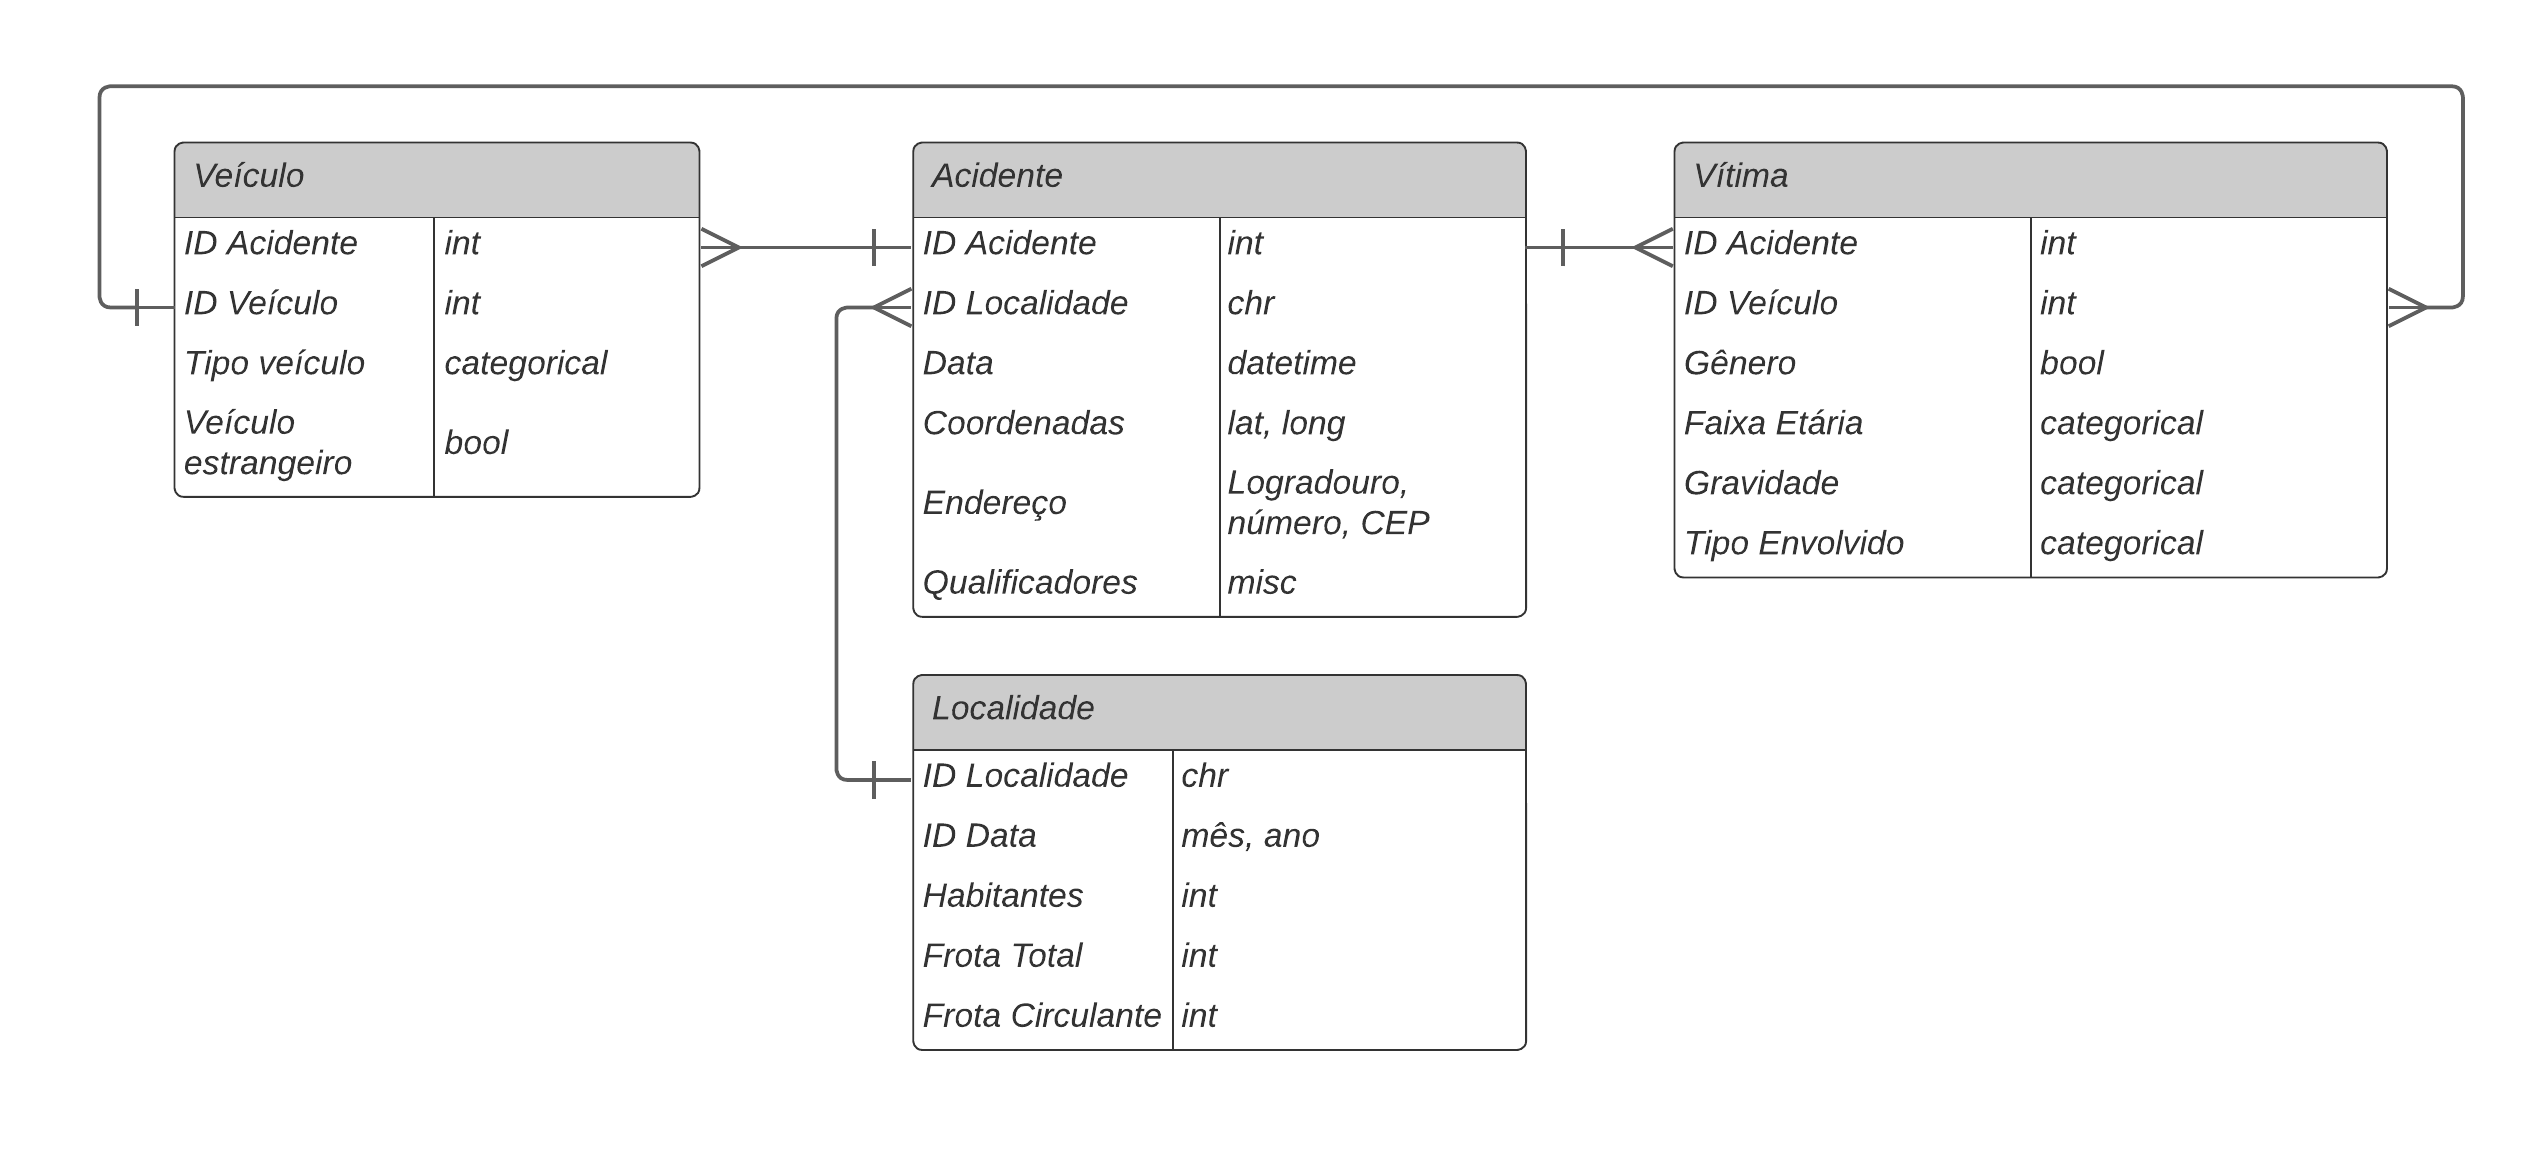 Veículo
ID Acidente int
ID Veículo int
Tipo veículo categorical
Veículo
estrangeiro
bool
Acidente
ID Acidente int
ID Localidade chr
Data datetime
Coordenadas lat, long
Endereço
Logradouro,
número, CEP
Qualificadores misc
Vítima
ID Acidente int
ID Veículo int
Gênero bool
Faixa Etária categorical
Gravidade categorical
Tipo Envolvido categorical
Localidade
ID Localidade chr
ID Data mês, ano
Habitantes int
Frota Total int
Frota Circulante int